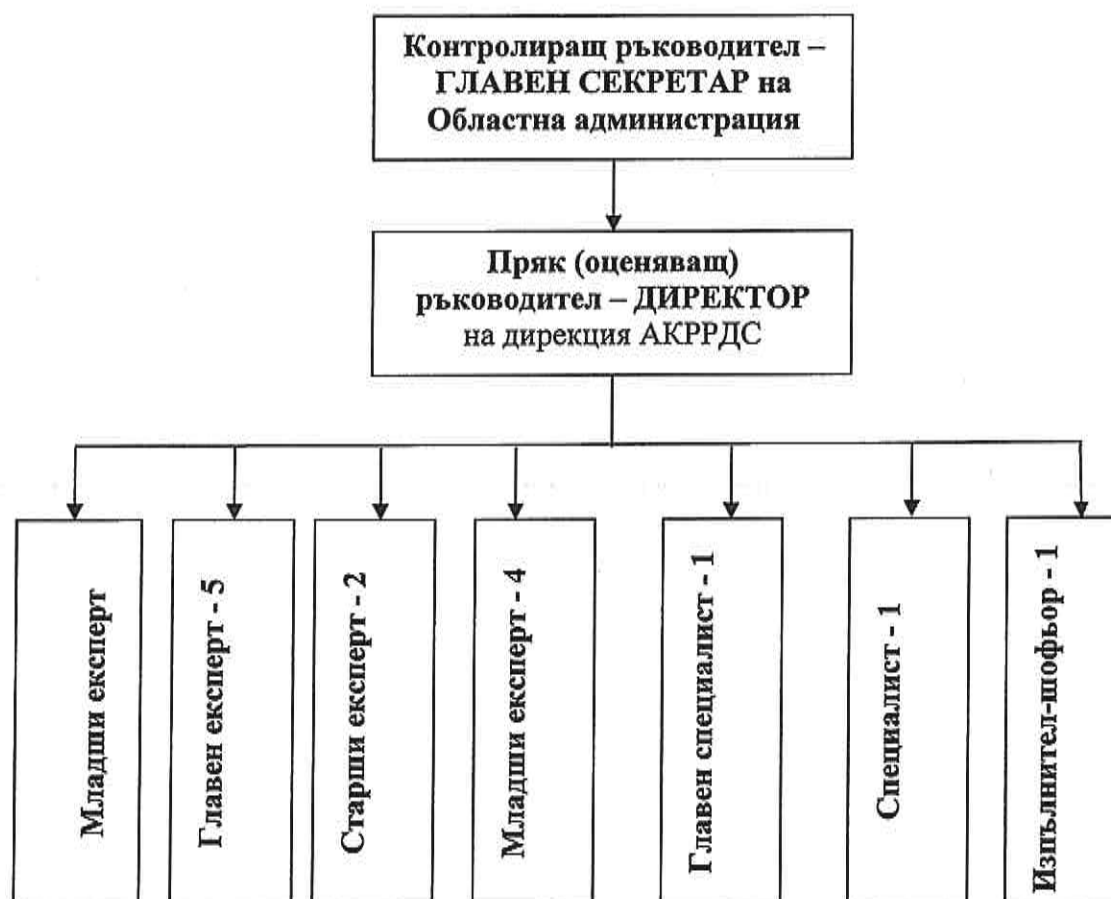 Контролиращ ръководител –
ГЛАВЕН СЕКРЕТАР на
Областна администрация
Пряк (оценяващ)
ръководител – ДИРЕКТОР
на дирекция АКРРДС
Младши експерт
Главен експерт - 5
Старши експерт - 2
Младши експерт - 4
Главен специалист - 1
Специалист - 1
Изпълнител-шофьор - 1